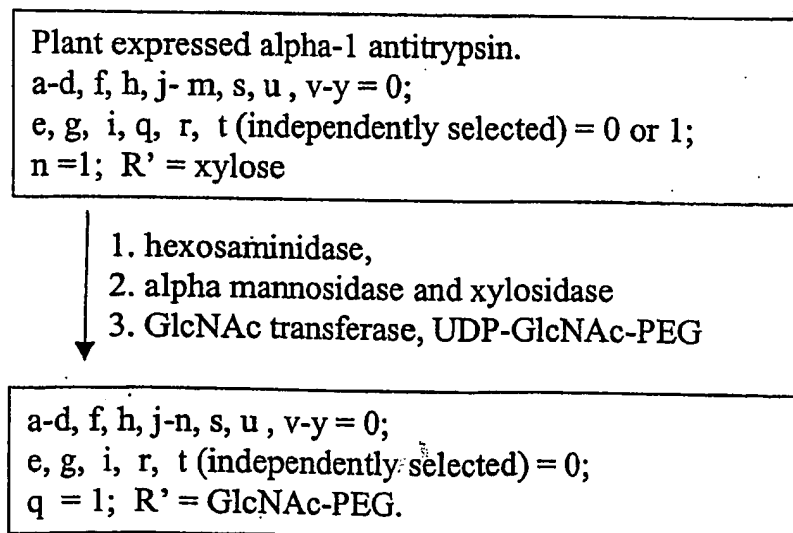 Plant expressed alpha-1 antitrypsin.
a-d, f, h, j- m, s, u , v-y = 0;
e, g, i, q, r, t (independently selected) = 0 or 1;
n =1; R' = xylose
1. hexosaminidase,
2. alpha mannosidase and xylosidase
3. GlcNAc transferase, UDP-GlcNAc-PEG
a-d, f, h, j-n, s, u , v-y = 0;
e, g, i, r, t (independently selected) = 0;
q = 1; R' = GlcNAc-PEG.